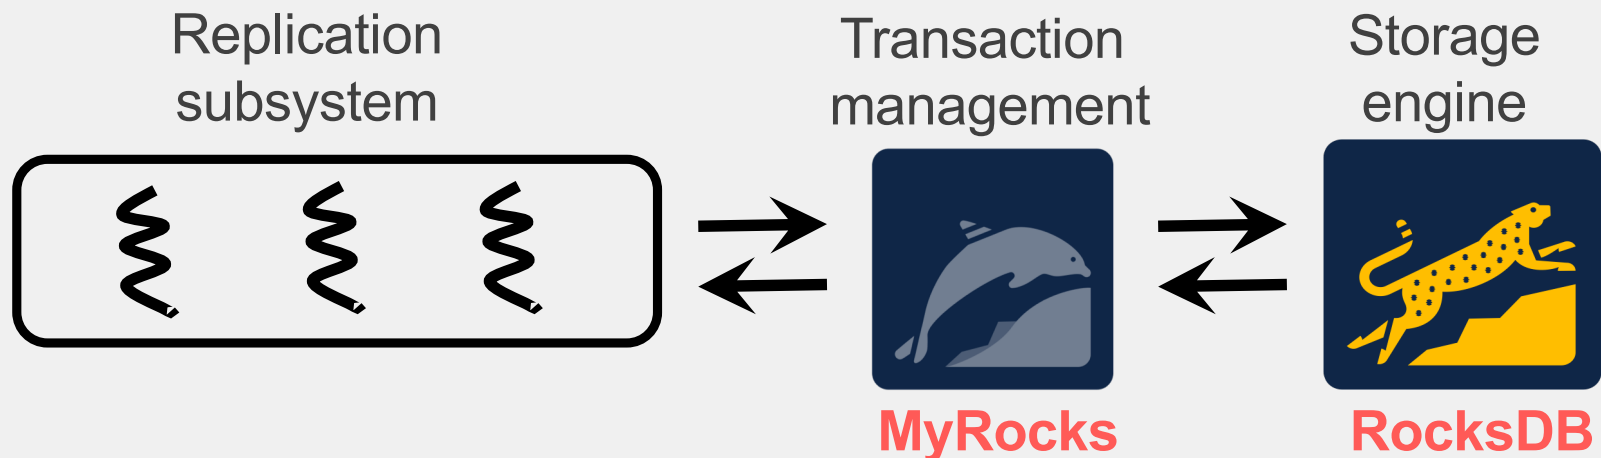 Replication
subsystem
Transaction
management
Storage
engine
MyRocks
RocksDB